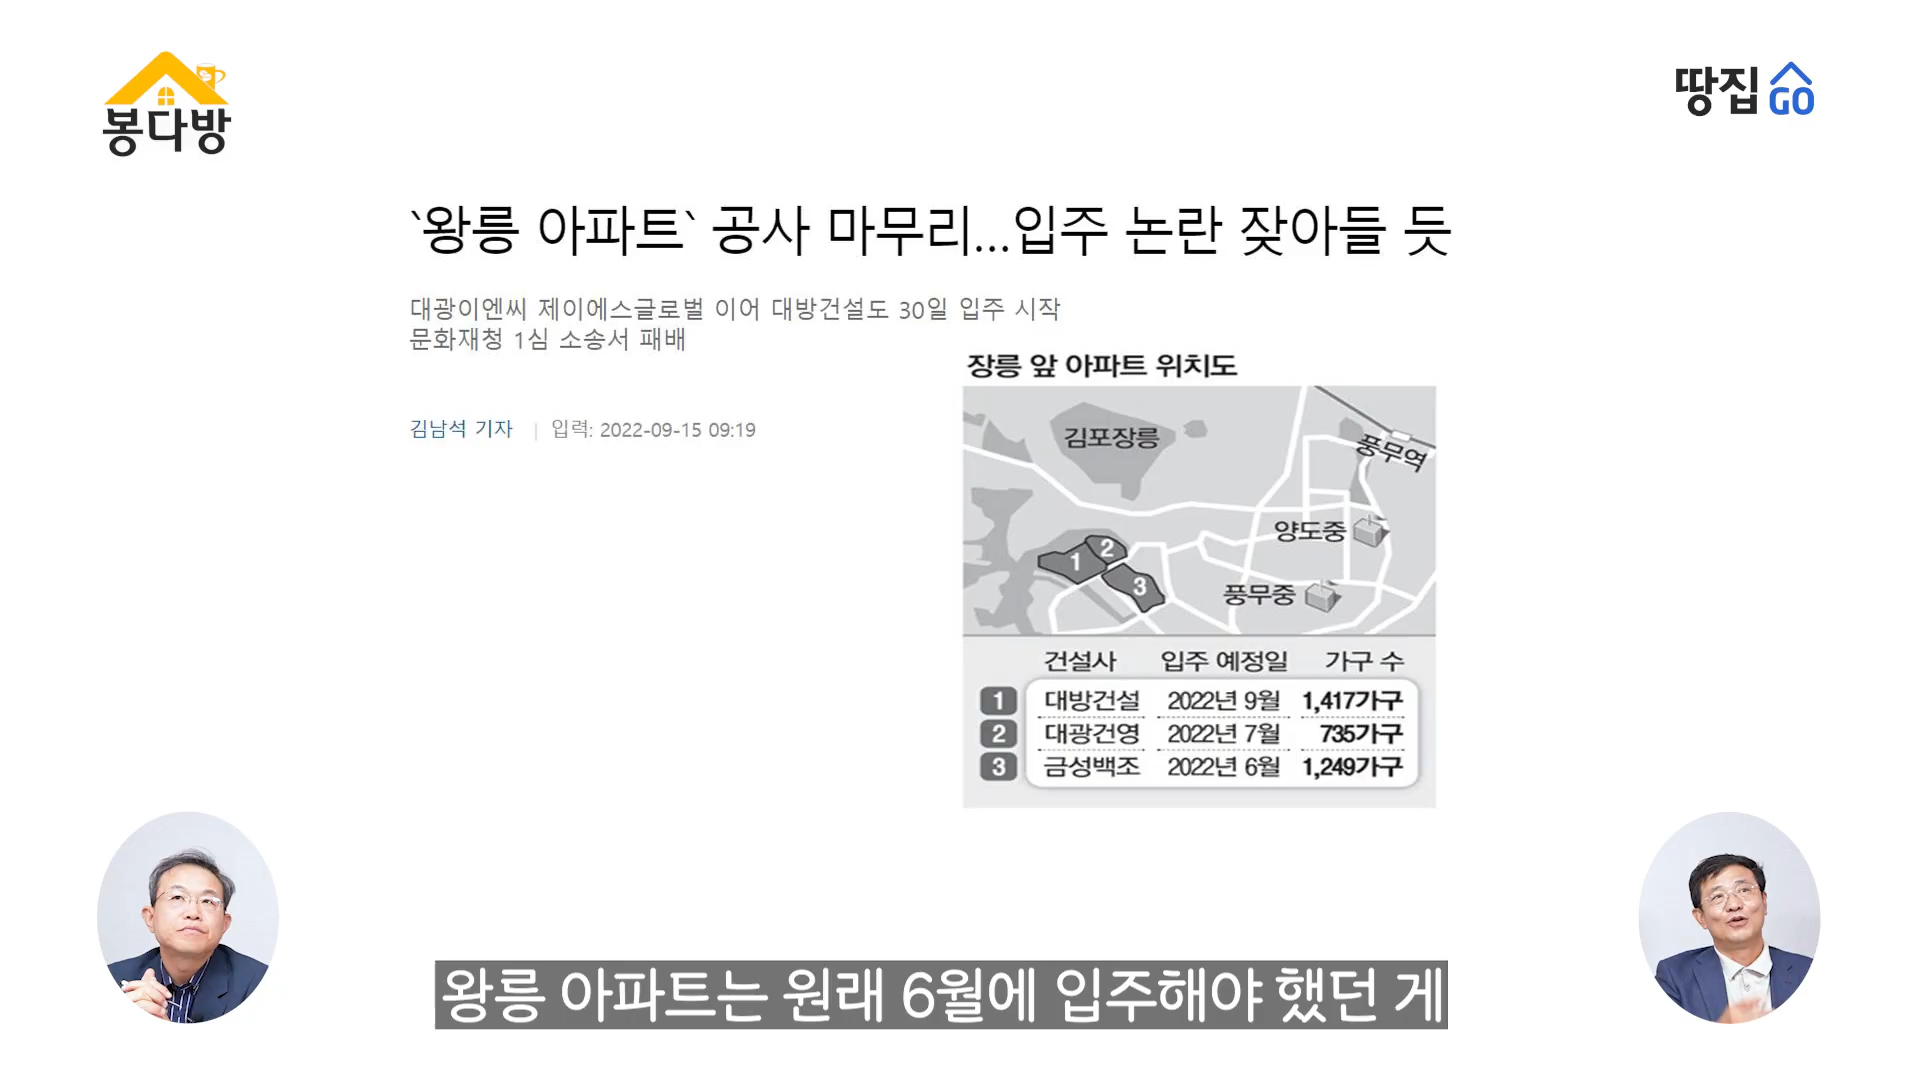 봉다방
땅집GO
`왕릉 아파트` 공사 마무리...입주 논란 잦아들 듯
대광이엔씨 제이에스글로벌 이어 대방건설도 30일 입주 시작
문화재청 1심 소송서 패배
김남석 기자 | 입력: 2022-09-15 09:19
장릉 앞 아파트 위치도
김포장릉
풍무역
양도중
풍무중
1
2
3
건설사 입주 예정일 가구 수
1 대방건설 2022년 9월 1,417가구
2 대광건영 2022년 7월 735가구
3 금성백조 2022년 6월 1,249가구
왕릉 아파트는 원래 6월에 입주해야 했던 게